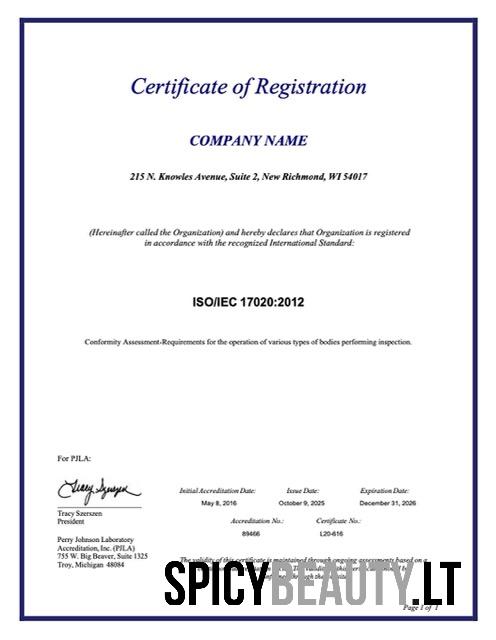 Certificate of Registration
COMPANY NAME
215 N. Knowles Avenue, Suite 2, New Richmond, WI 54017
(Hereinafter called the Organization) and hereby declares that Organization is registered
in accordance with the recognized International Standard:
ISO/IEC 17020:2012
Conformity Assessment-Requirements for the operation of various types of bodies performing inspection.
For PJLA:
Tracy Szerszen
Tracy Szerszen
President
Perry Johnson Laboratory
Accreditation, Inc. (PJLA)
755 W. Big Beaver, Suite 1325
Troy, Michigan 48084
Initial Accreditation Date: Issue Date: Expiration Date:
May 8, 2016 October 9, 2025 December 31, 2026
Accreditation No.: Certificate No.:
89466 L20-616
The validity of this certificate is maintained through ongoing assessments based on a
SPICYBEAUTY.LT
Page 1 of 1